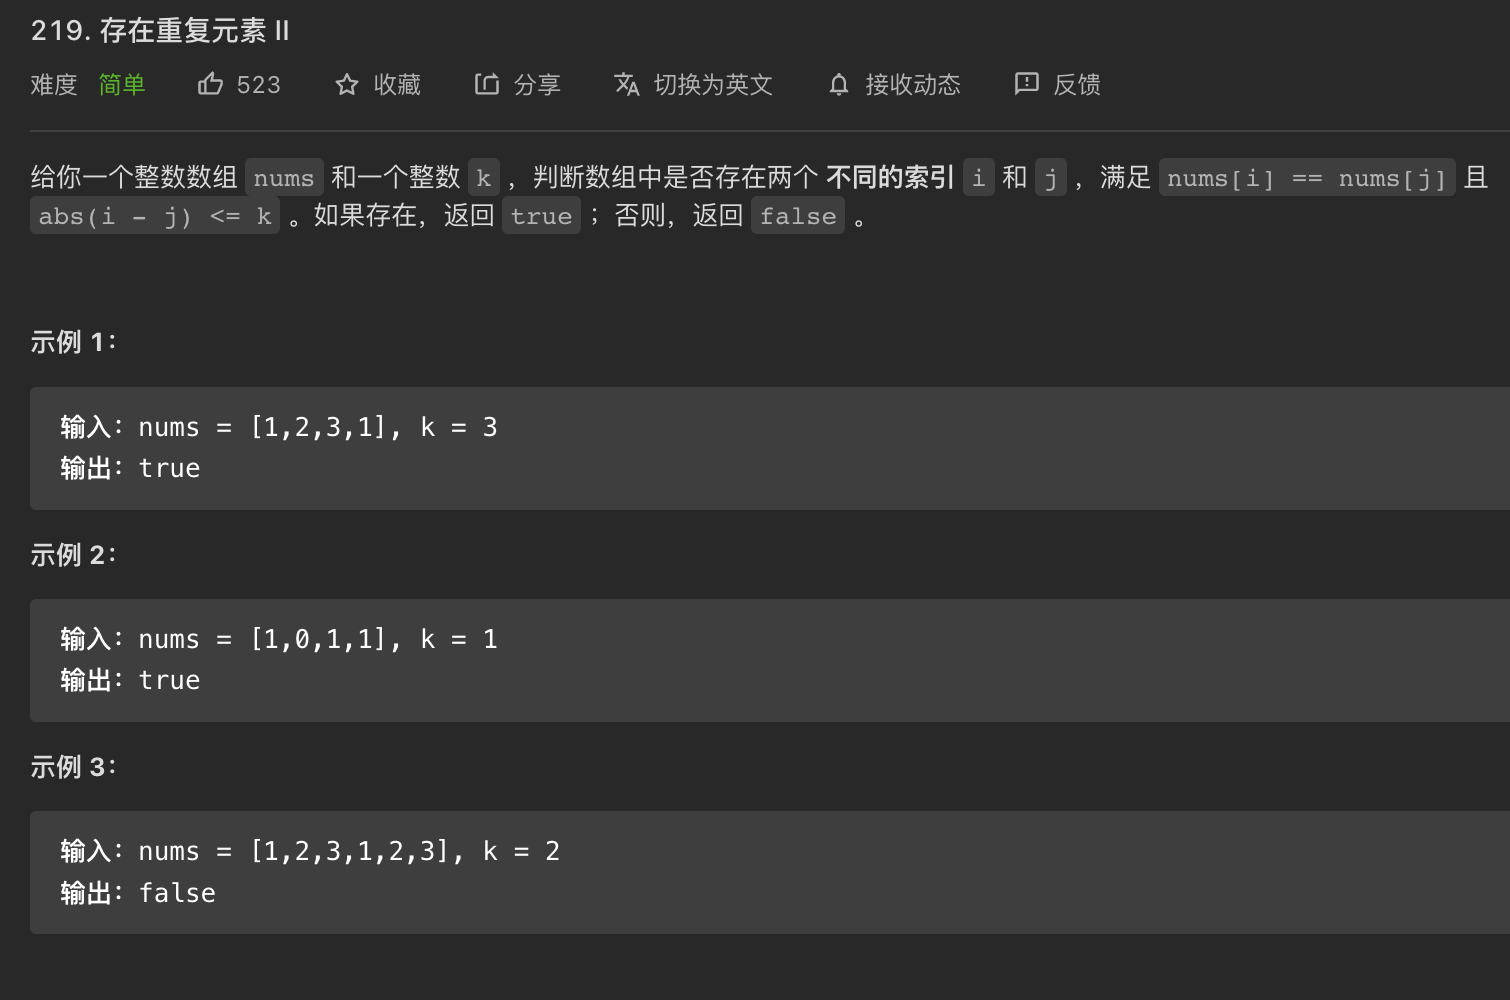 219. 存在重复元素 II
难度 简单 523 收藏 分享 切换为英文 接收动态 反馈
给你一个整数数组 nums 和一个整数 k ，判断数组中是否存在两个 不同的索引 i 和 j ，满足 nums[i] == nums[j] 且
abs(i - j) <= k 。如果存在，返回 true ；否则，返回 false 。
示例 1：
输入：nums = [1,2,3,1], k = 3
输出：true
示例 2：
输入：nums = [1,0,1,1], k = 1
输出：true
示例 3：
输入：nums = [1,2,3,1,2,3], k = 2
输出：false